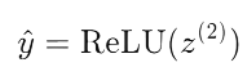 ŷ = ReLU(z⁽²⁾)